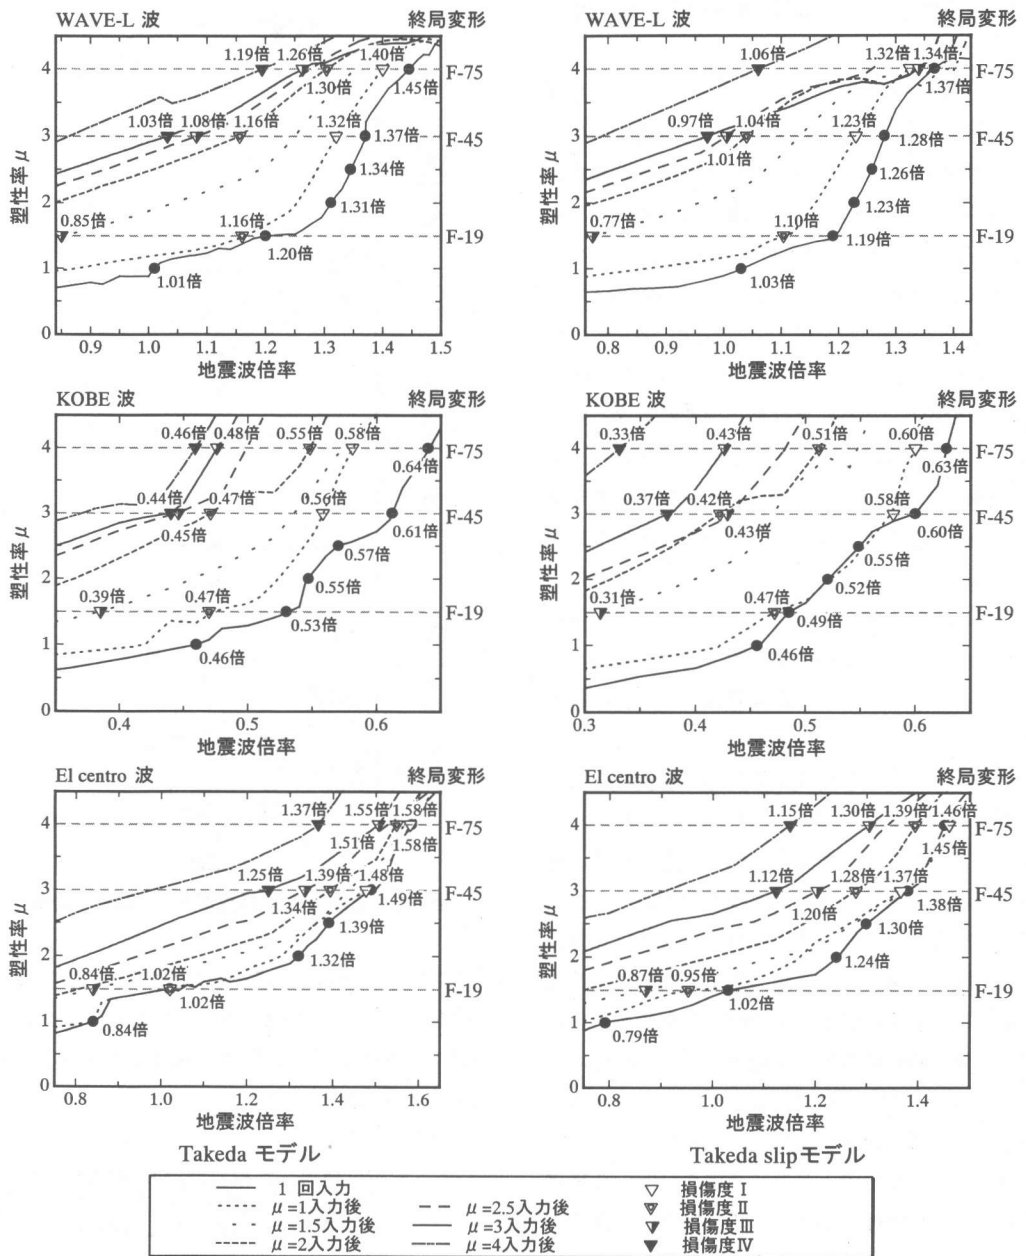 WAVE-L 波
終局変形
塑性率 μ
4
3
2
1
0
1.19倍
1.26倍
1.40倍
1.30倍
1.45倍
F-75
1.03倍
1.08倍
1.16倍
1.32倍
1.37倍
F-45
1.34倍
1.31倍
0.85倍
1.16倍
1.20倍
F-19
1.01倍
0.9 1.0 1.1 1.2 1.3 1.4 1.5
地震波倍率
WAVE-L 波
終局変形
塑性率 μ
4
3
2
1
0
1.06倍
1.32倍
1.34倍
1.37倍
F-75
0.97倍
1.04倍
1.01倍
1.23倍
1.28倍
F-45
1.26倍
1.23倍
0.77倍
1.10倍
1.19倍
F-19
1.03倍
0.8 0.9 1.0 1.1 1.2 1.3 1.4
地震波倍率
KOBE 波
終局変形
塑性率 μ
4
3
2
1
0
0.46倍
0.48倍
0.55倍
0.58倍
0.64倍
F-75
0.44倍
0.47倍
0.45倍
0.56倍
0.61倍
F-45
0.57倍
0.55倍
0.39倍
0.47倍
0.53倍
F-19
0.46倍
0.4 0.5 0.6
地震波倍率
KOBE 波
終局変形
塑性率 μ
4
3
2
1
0
0.33倍
0.43倍
0.51倍
0.60倍
0.63倍
F-75
0.37倍
0.42倍
0.43倍
0.58倍
0.60倍
F-45
0.55倍
0.52倍
0.31倍
0.47倍
0.49倍
F-19
0.46倍
0.3 0.4 0.5 0.6
地震波倍率
El centro 波
終局変形
塑性率 μ
4
3
2
1
0
1.37倍
1.55倍
1.58倍
1.51倍
1.58倍
F-75
1.25倍
1.39倍
1.48倍
1.34倍
1.49倍
F-45
1.39倍
1.32倍
0.84倍
1.02倍
1.02倍
F-19
0.84倍
0.8 1.0 1.2 1.4 1.6
地震波倍率
El centro 波
終局変形
塑性率 μ
4
3
2
1
0
1.15倍
1.30倍
1.39倍
1.46倍
1.45倍
F-75
1.12倍
1.28倍
1.37倍
1.20倍
1.38倍
F-45
1.30倍
1.24倍
0.87倍
0.95倍
1.02倍
F-19
0.79倍
1.0 1.2 1.4
地震波倍率
Takeda モデル
Takeda slipモデル
1 回入力
μ=1入力後
μ=1.5入力後
μ=2入力後
μ=2.5入力後
μ=3入力後
μ=4入力後
損傷度 I
損傷度 II
損傷度III
損傷度IV